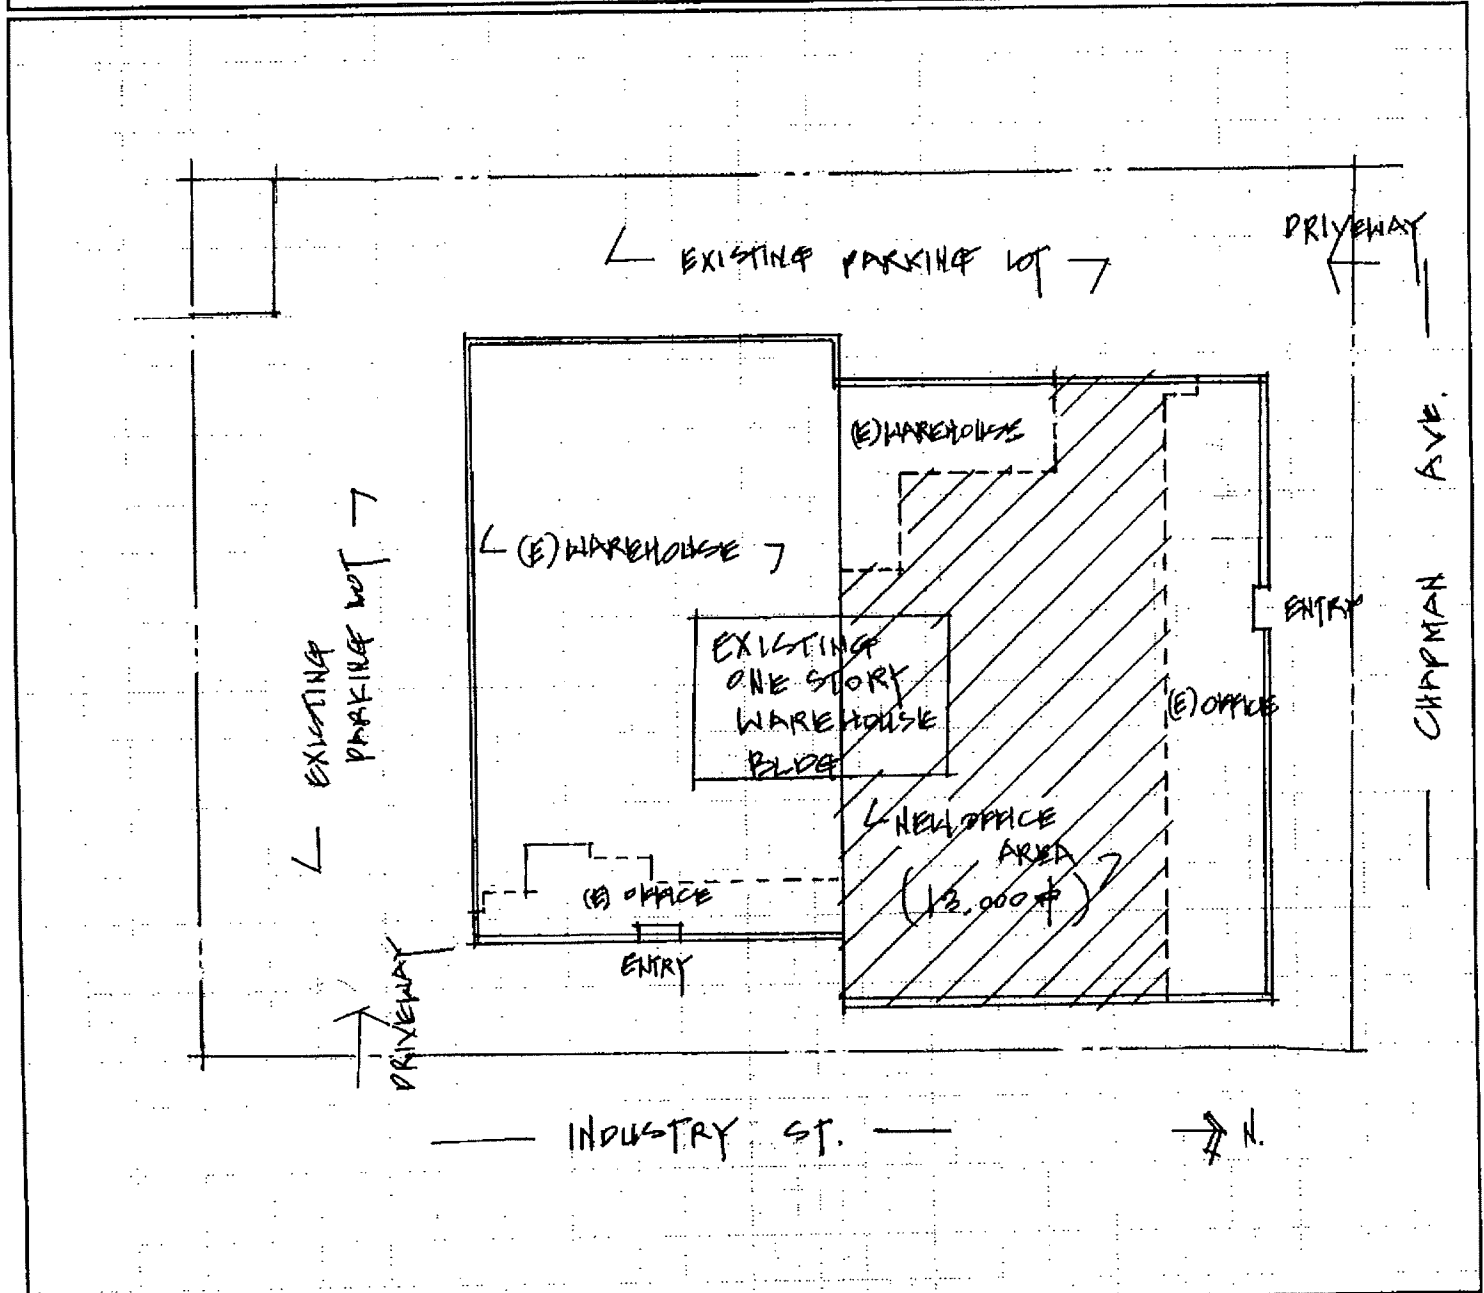 DRIVEWAY
EXISTING PARKING LOT
(E) WAREHOUSE
(E) WAREHOUSE
EXISTING
PARKING LOT
CHAPMAN AVE.
ENTRY
EXISTING
ONE STORY
WAREHOUSE
BLDG
(E) OFFICE
NEW OFFICE
AREA
(13,000 ⌽)
(E) OFFICE
ENTRY
DRIVEWAY
INDUSTRY ST.
N.